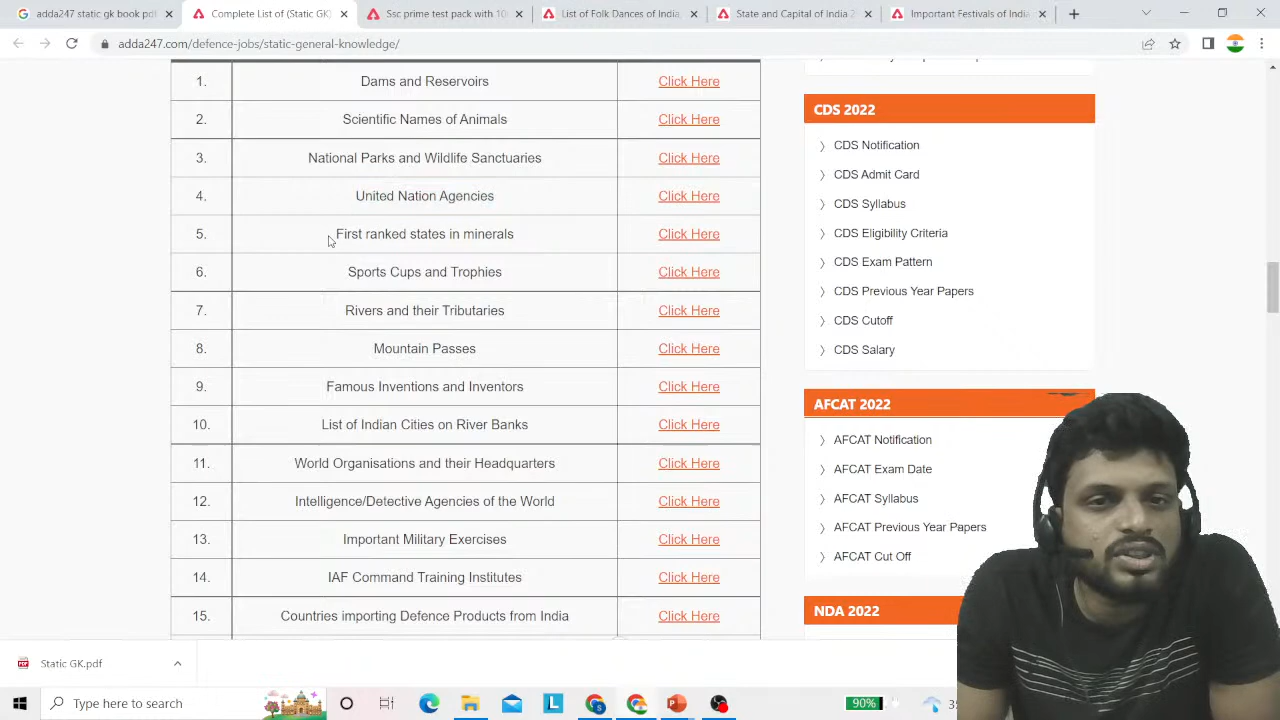 adda247 static gk book pdf
Complete List of (Static GK)
Ssc prime test pdf with 10
List of Folk Dances of India,
State and Capital of India 2
Important Festivals of India
adda247.com/defence-jobs/static-general-knowledge/
1. Dams and Reservoirs Click Here
2. Scientific Names of Animals Click Here
3. National Parks and Wildlife Sanctuaries Click Here
4. United Nation Agencies Click Here
5. First ranked states in minerals Click Here
6. Sports Cups and Trophies Click Here
7. Rivers and their Tributaries Click Here
8. Mountain Passes Click Here
9. Famous Inventions and Inventors Click Here
10. List of Indian Cities on River Banks Click Here
11. World Organisations and their Headquarters Click Here
12. Intelligence/Detective Agencies of the World Click Here
13. Important Military Exercises Click Here
14. IAF Command Training Institutes Click Here
15. Countries importing Defence Products from India Click Here
CDS 2022
CDS Notification
CDS Admit Card
CDS Syllabus
CDS Eligibility Criteria
CDS Exam Pattern
CDS Previous Year Papers
CDS Cutoff
CDS Salary
AFCAT 2022
AFCAT Notification
AFCAT Exam Date
AFCAT Syllabus
AFCAT Previous Year Papers
AFCAT Cut Off
NDA 2022
Static GK.pdf
Type here to
90%